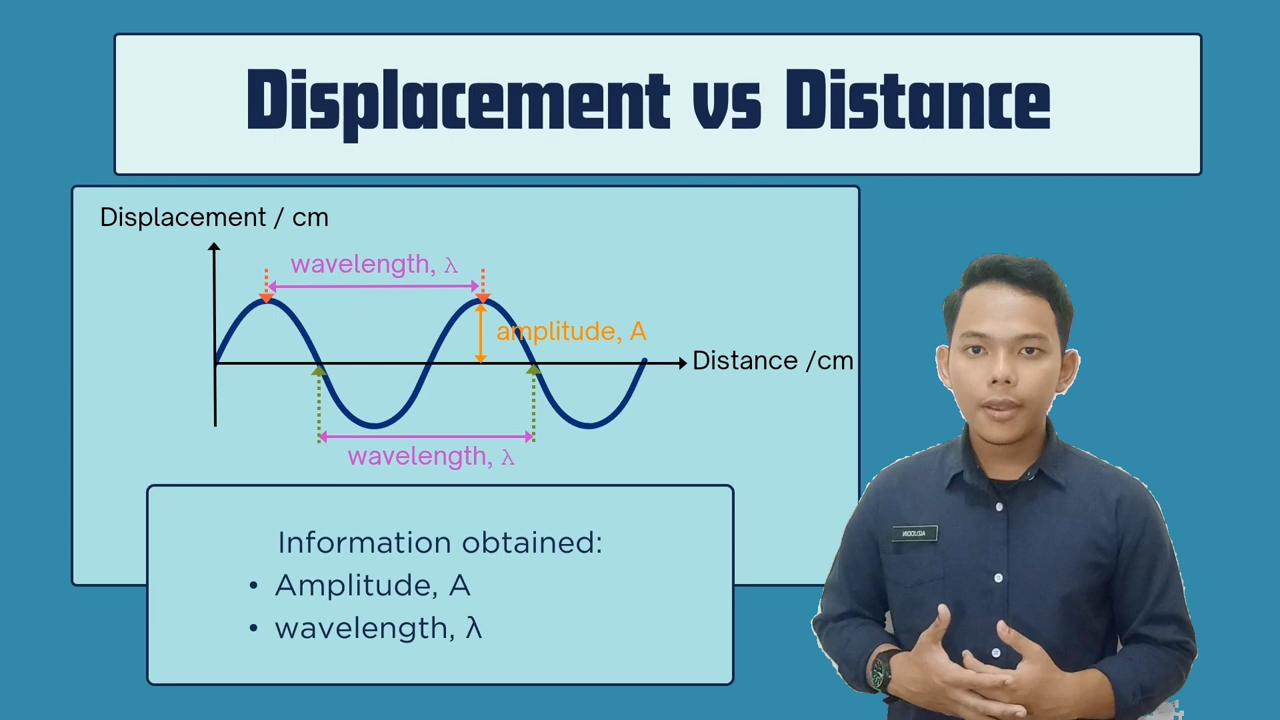 Displacement vs Distance
Displacement / cm
wavelength, λ
amplitude, A
Distance /cm
wavelength, λ
Information obtained:
• Amplitude, A
• wavelength, λ